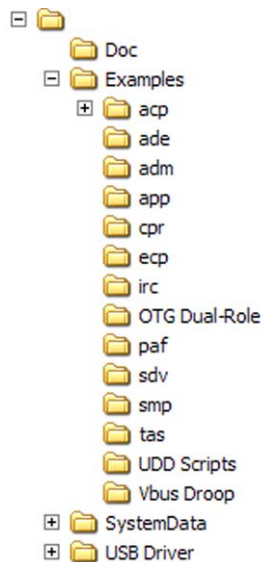 Doc
Examples
acp
ade
adm
app
cpr
ecp
irc
OTG Dual-Role
paf
sdv
smp
tas
UDD Scripts
Vbus Droop
SystemData
USB Driver